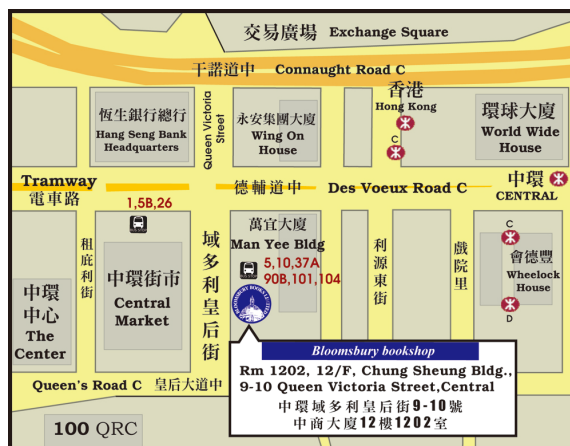 交易廣場 Exchange Square
干諾道中 Connaught Road C
恆生銀行總行
Hang Seng Bank
Headquarters
Queen Victoria
Street
永安集團大廈
Wing On
House
香港
Hong Kong
C
環球大廈
World Wide
House
Tramway
電車路
德輔道中 Des Voeux Road C
中環
CENTRAL
1,5B,26
租庇利街
中環街市
Central
Market
域多利皇后街
萬宜大廈
Man Yee Bldg
5,10,37A
90B,101,104
利源東街
戲院里
C
會德豐
Wheelock
House
D
中環
中心
The
Center
Bloomsbury bookshop
Rm 1202, 12/F, Chung Sheung Bldg.,
9-10 Queen Victoria Street,Central
中環域多利皇后街9-10號
中商大廈12樓1202室
Queen's Road C 皇后大道中
100 QRC